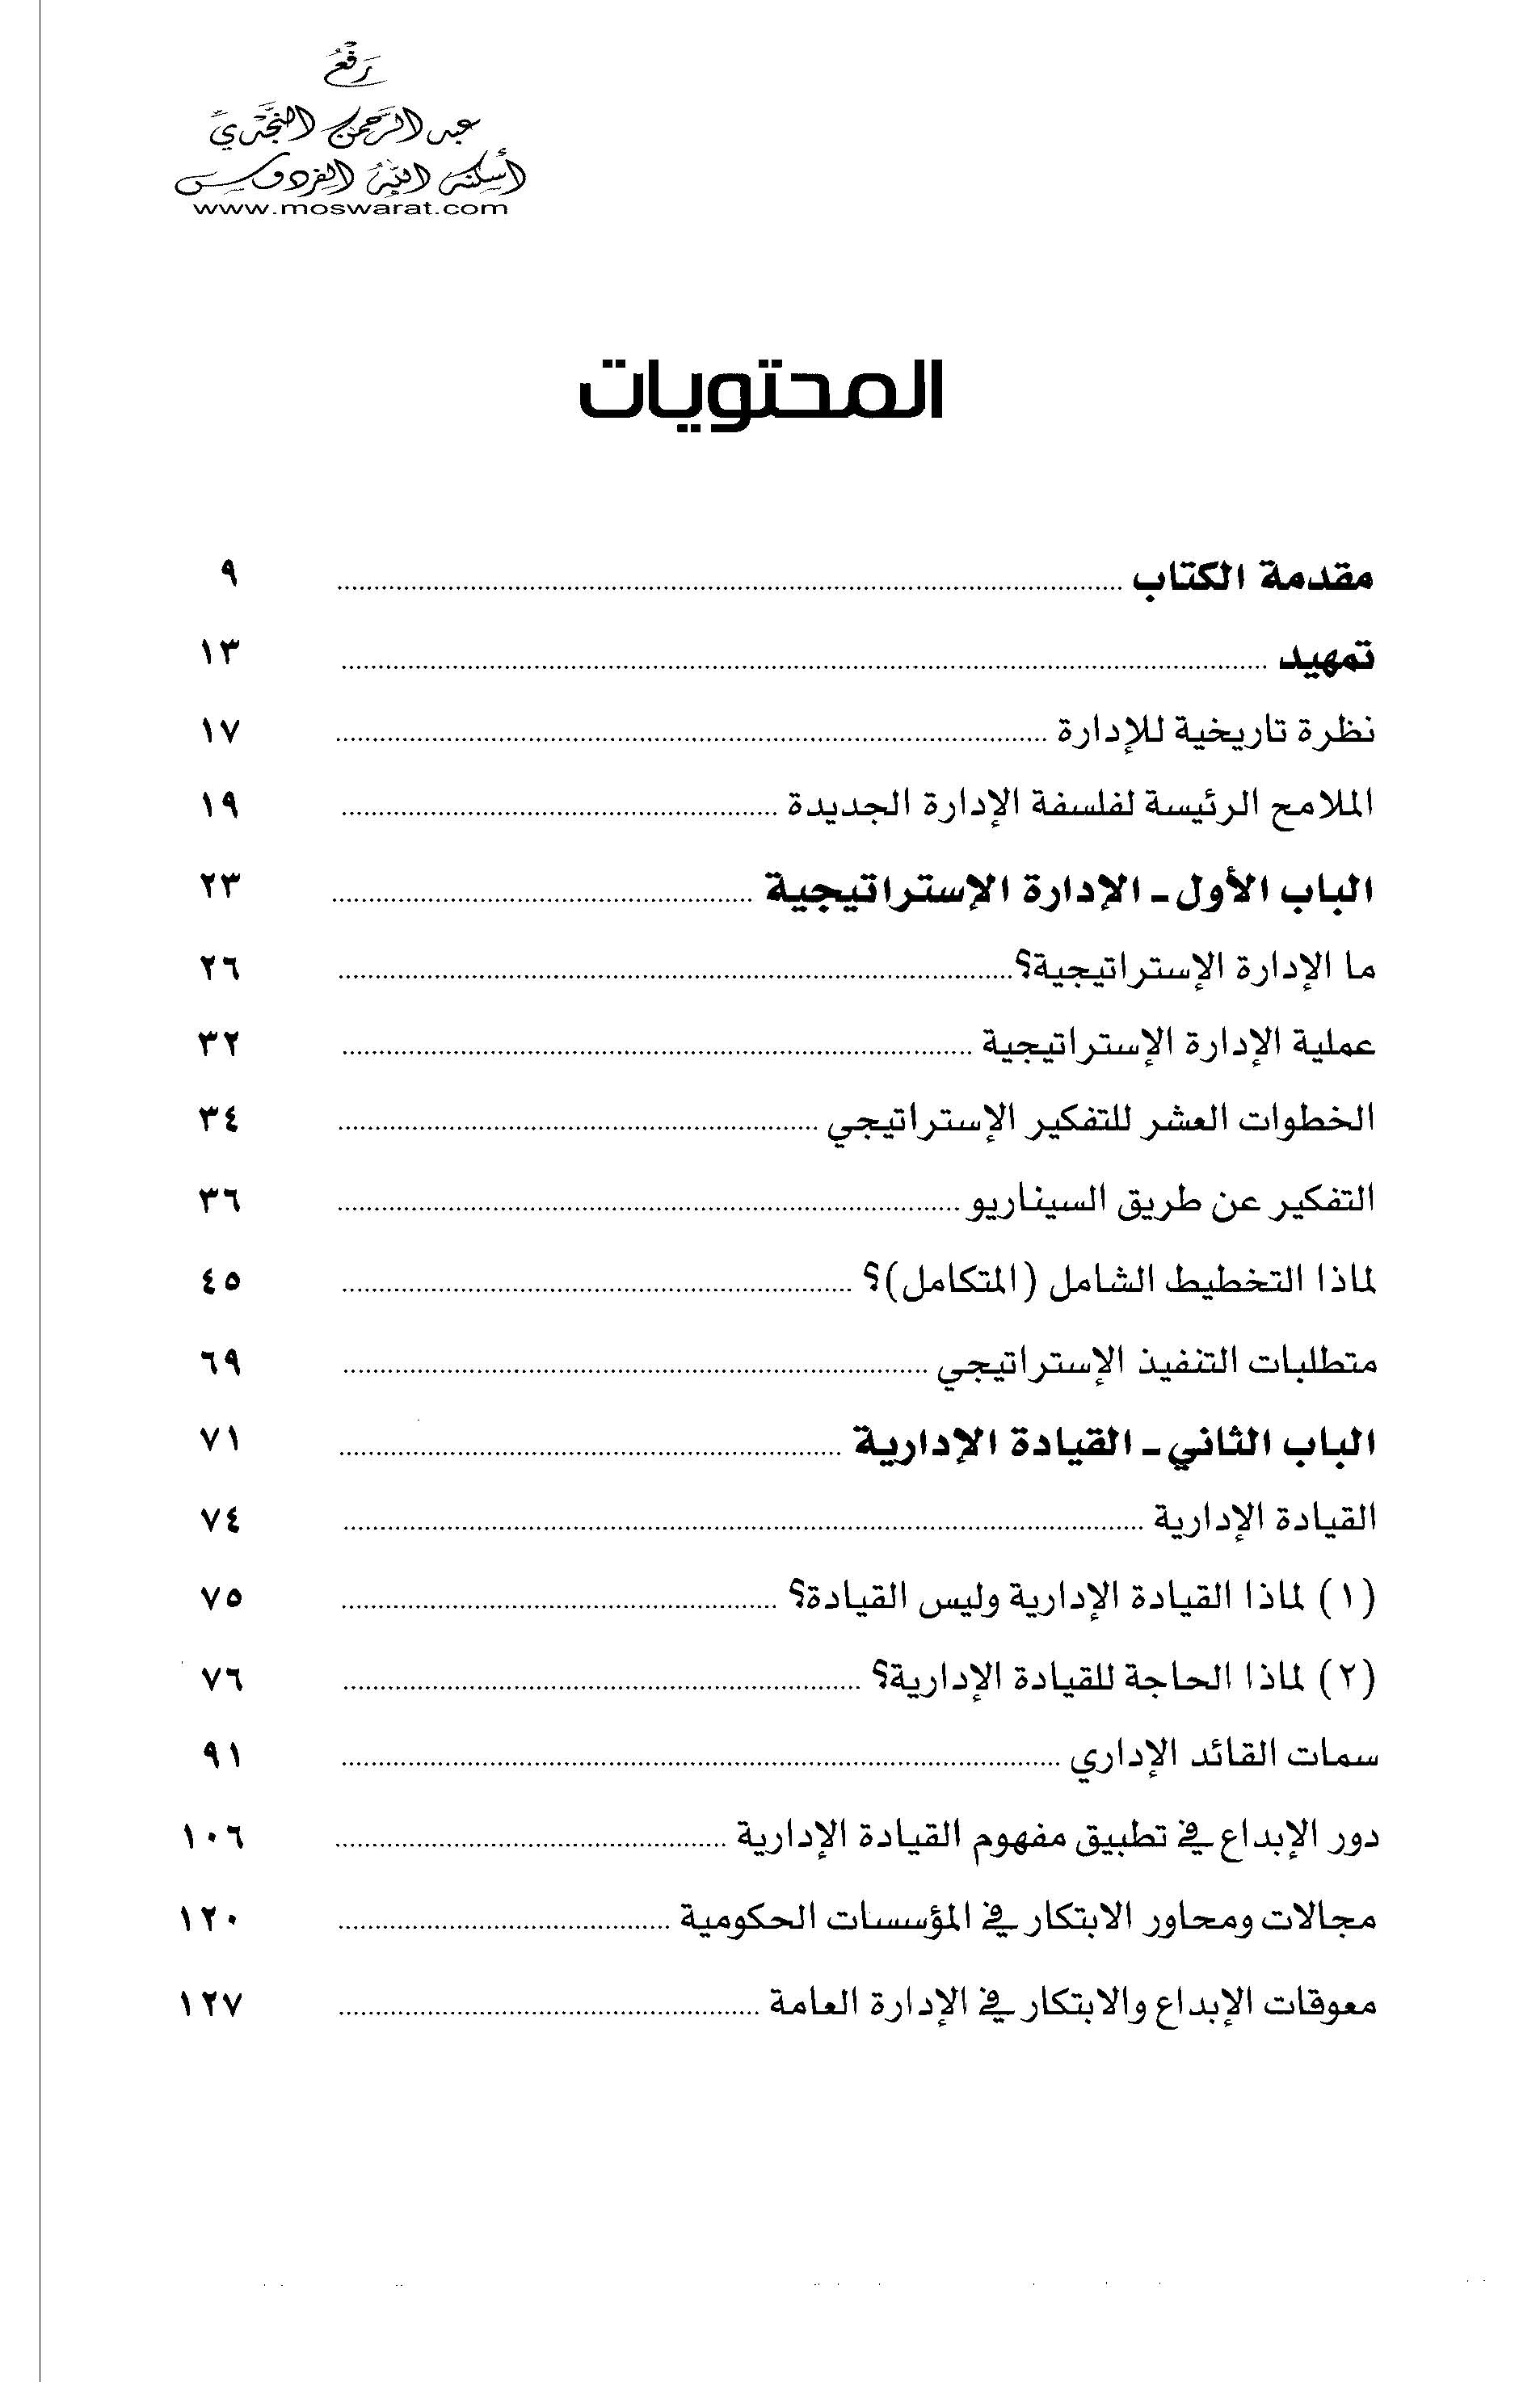 رفع
عبد الرحمن النجدي
أسكنه الله الفردوس
www.moswarat.com
المحتويات
مقدمة الكتاب ٩
تمهيد ١٣
نظرة تاريخية للإدارة ١٧
الملامح الرئيسة لفلسفة الإدارة الجديدة ١٩
الباب الأول - الإدارة الإستراتيجية ٢٣
ما الإدارة الإستراتيجية؟ ٢٦
عملية الإدارة الإستراتيجية ٣٢
الخطوات العشر للتفكير الإستراتيجي ٣٤
التفكير عن طريق السيناريو ٣٦
لماذا التخطيط الشامل (المتكامل)؟ ٤٥
متطلبات التنفيذ الإستراتيجي ٦٩
الباب الثاني - القيادة الإدارية ٧١
القيادة الإدارية ٧٤
(١) لماذا القيادة الإدارية وليس القيادة؟ ٧٥
(٢) لماذا الحاجة للقيادة الإدارية؟ ٧٦
سمات القائد الإداري ٩١
دور الإبداع في تطبيق مفهوم القيادة الإدارية ١٠٦
مجالات ومحاور الابتكار في المؤسسات الحكومية ١٢٠
معوقات الإبداع والابتكار في الإدارة العامة ١٢٧